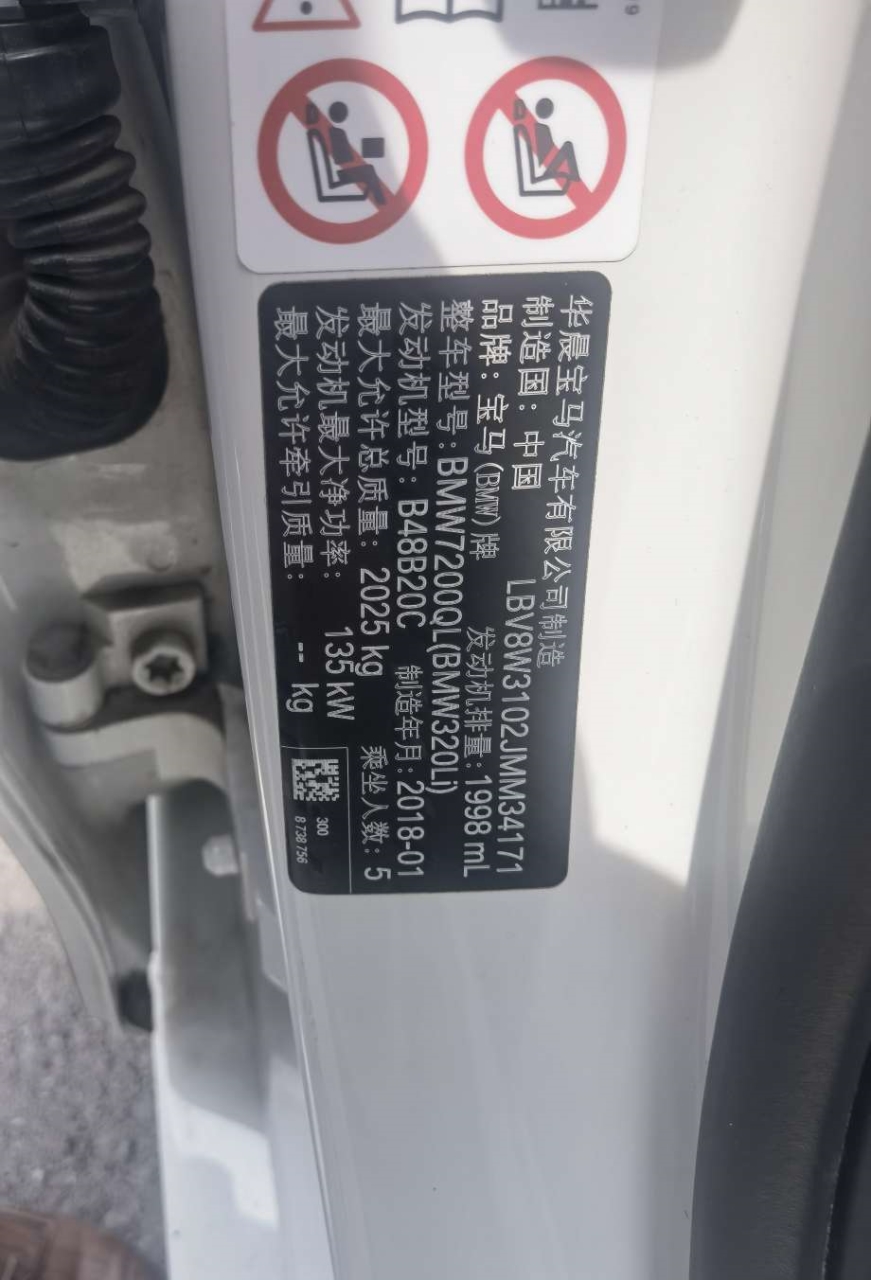 华晨宝马汽车有限公司制造
制造国：中国 LBV8W3102JMM34171
品牌：宝马(BMW)牌 发动机排量：1998 mL
整车型号：BMW7200QL(BMW320Li)
发动机型号：B48B20C 制造年月：2018-01
最大允许总质量：2025 kg 乘坐人数：5
发动机最大净功率：135 kW
最大允许牵引质量：-- kg
300
8 738 756